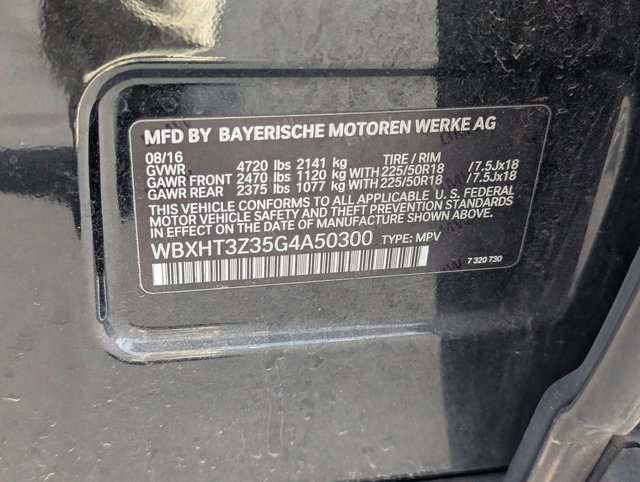 MFD BY BAYERISCHE MOTOREN WERKE AG
08/16
GVWR 4720 lbs 2141 kg TIRE / RIM
GAWR FRONT 2470 lbs 1120 kg WITH 225/50R18 /7.5Jx18
GAWR REAR 2375 lbs 1077 kg WITH 225/50R18 /7.5Jx18
THIS VEHICLE CONFORMS TO ALL APPLICABLE U. S. FEDERAL
MOTOR VEHICLE SAFETY, BUMPER, AND THEFT PREVENTION STANDARDS
IN EFFECT ON THE DATE OF MANUFACTURE SHOWN ABOVE.
WBXHT3Z35G4A50300 TYPE: MPV
7 320 730